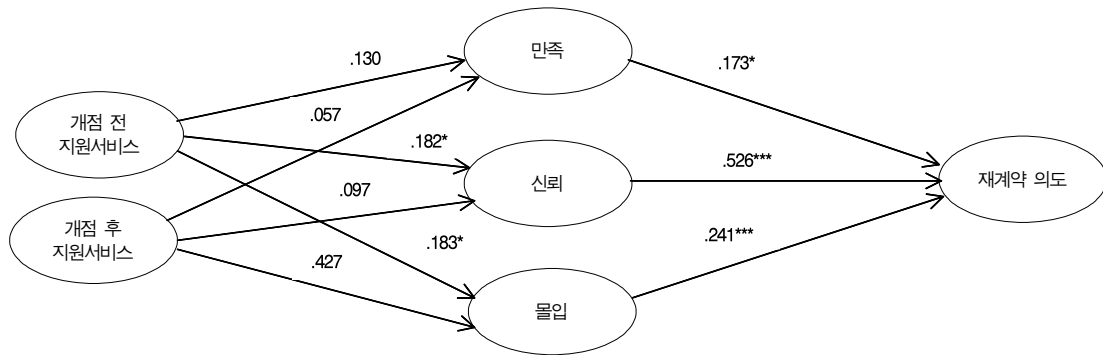 만족
.130
.173*
.057
개점 전
지원서비스
.182*
.526***
신뢰
재계약 의도
.097
개점 후
지원서비스
.183*
.241***
.427
몰입